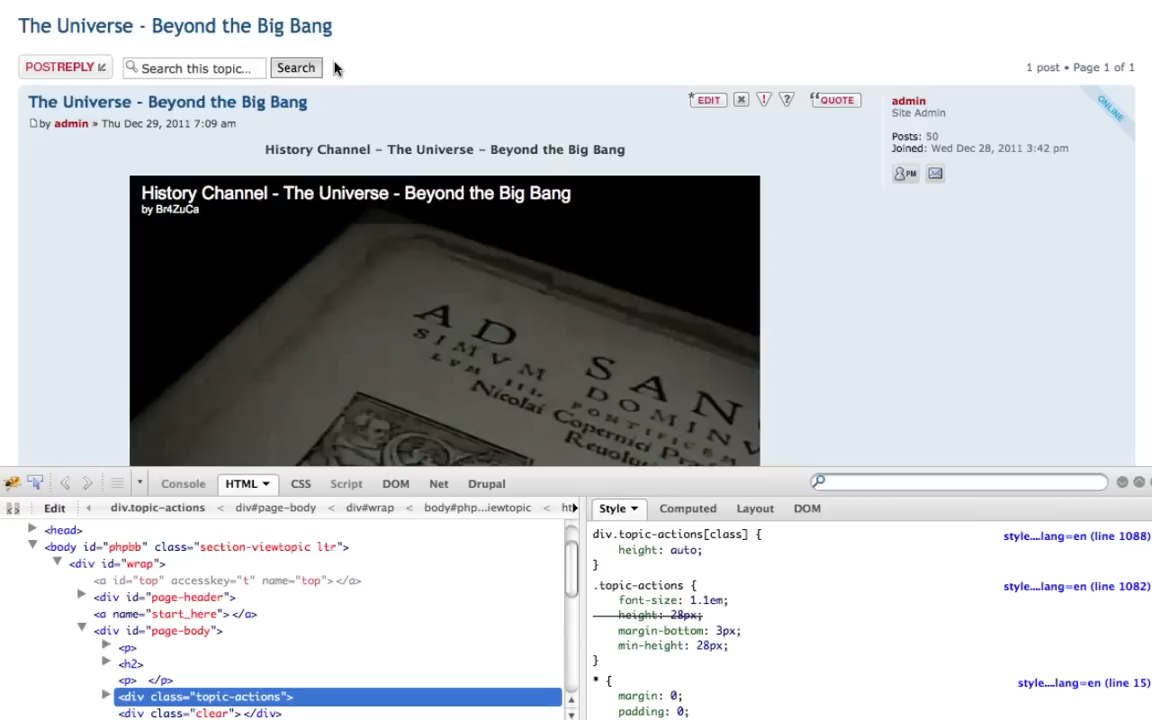 The Universe - Beyond the Big Bang
POSTREPLY Search this topic... Search 1 post • Page 1 of 1
The Universe - Beyond the Big Bang * EDIT ! ? “ QUOTE admin ONLINE
Site Admin
by admin » Thu Dec 29, 2011 7:09 am
Posts: 50
Joined: Wed Dec 28, 2011 3:42 pm
History Channel – The Universe – Beyond the Big Bang
PM
History Channel - The Universe - Beyond the Big Bang
by Br4ZuCa
AD SAN
SIMVM DOMIN
LVM III. PONTIFICEM
Nicolai Copernici Pra
Reuolu
Console HTML CSS Script DOM Net Drupal
Edit div.topic-actions < div#page-body < div#wrap < body#php...iewtopic < ht
Style Computed Layout DOM
<head>
<body id="phpbb" class="section-viewtopic ltr">
<div id="wrap">
<a id="top" accesskey="t" name="top"></a>
<div id="page-header">
<a name="start_here"></a>
<div id="page-body">
<p>
<h2>
<p> </p>
<div class="topic-actions">
<div class="clear"></div>
div.topic-actions[class] { style....lang=en (line 1088)
height: auto;
}
.topic-actions { style....lang=en (line 1082)
font-size: 1.1em;
height: 28px;
margin-bottom: 3px;
min-height: 28px;
}
* { style....lang=en (line 15)
margin: 0;
padding: 0;